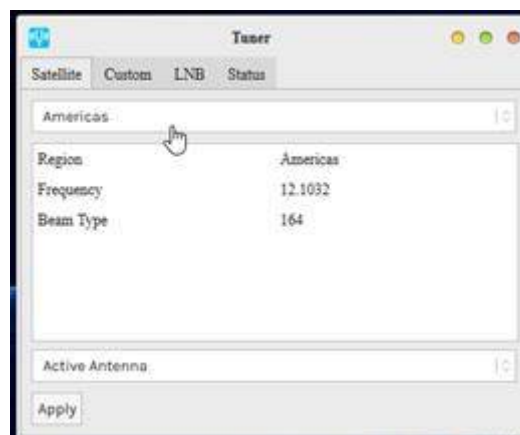 Tuner
Satellite Custom LNB Status
Americas
Region Americas
Frequency 12.1032
Beam Type 164
Active Antenna
Apply